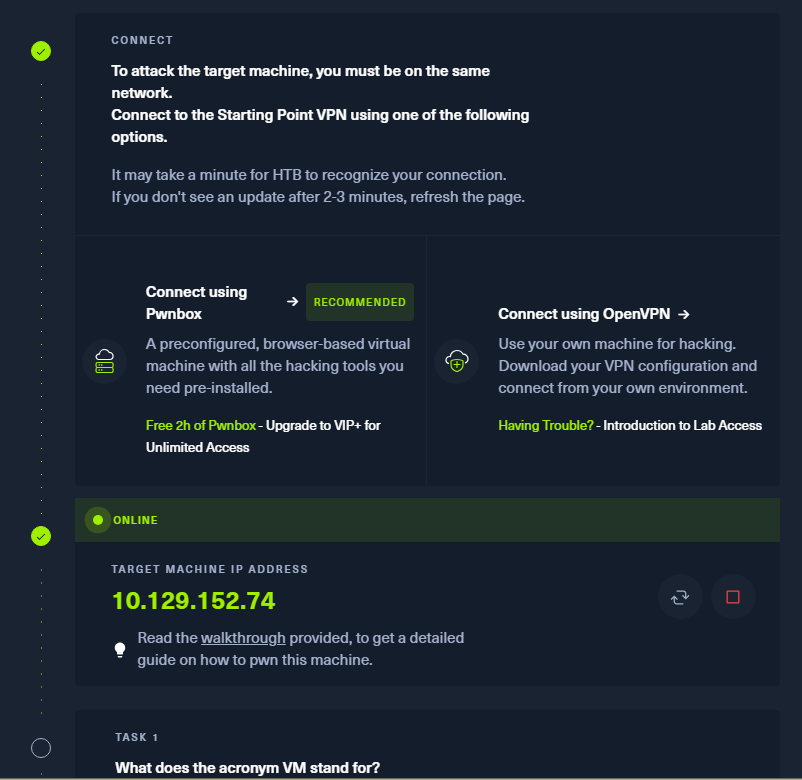 CONNECT
To attack the target machine, you must be on the same
network.
Connect to the Starting Point VPN using one of the following
options.
It may take a minute for HTB to recognize your connection.
If you don't see an update after 2-3 minutes, refresh the page.
Connect using
Pwnbox
→
RECOMMENDED
A preconfigured, browser-based virtual
machine with all the hacking tools you
need pre-installed.
Free 2h of Pwnbox - Upgrade to VIP+ for
Unlimited Access
Connect using OpenVPN →
Use your own machine for hacking.
Download your VPN configuration and
connect from your own environment.
Having Trouble? - Introduction to Lab Access
ONLINE
TARGET MACHINE IP ADDRESS
10.129.152.74
Read the walkthrough provided, to get a detailed
guide on how to pwn this machine.
TASK 1
What does the acronym VM stand for?